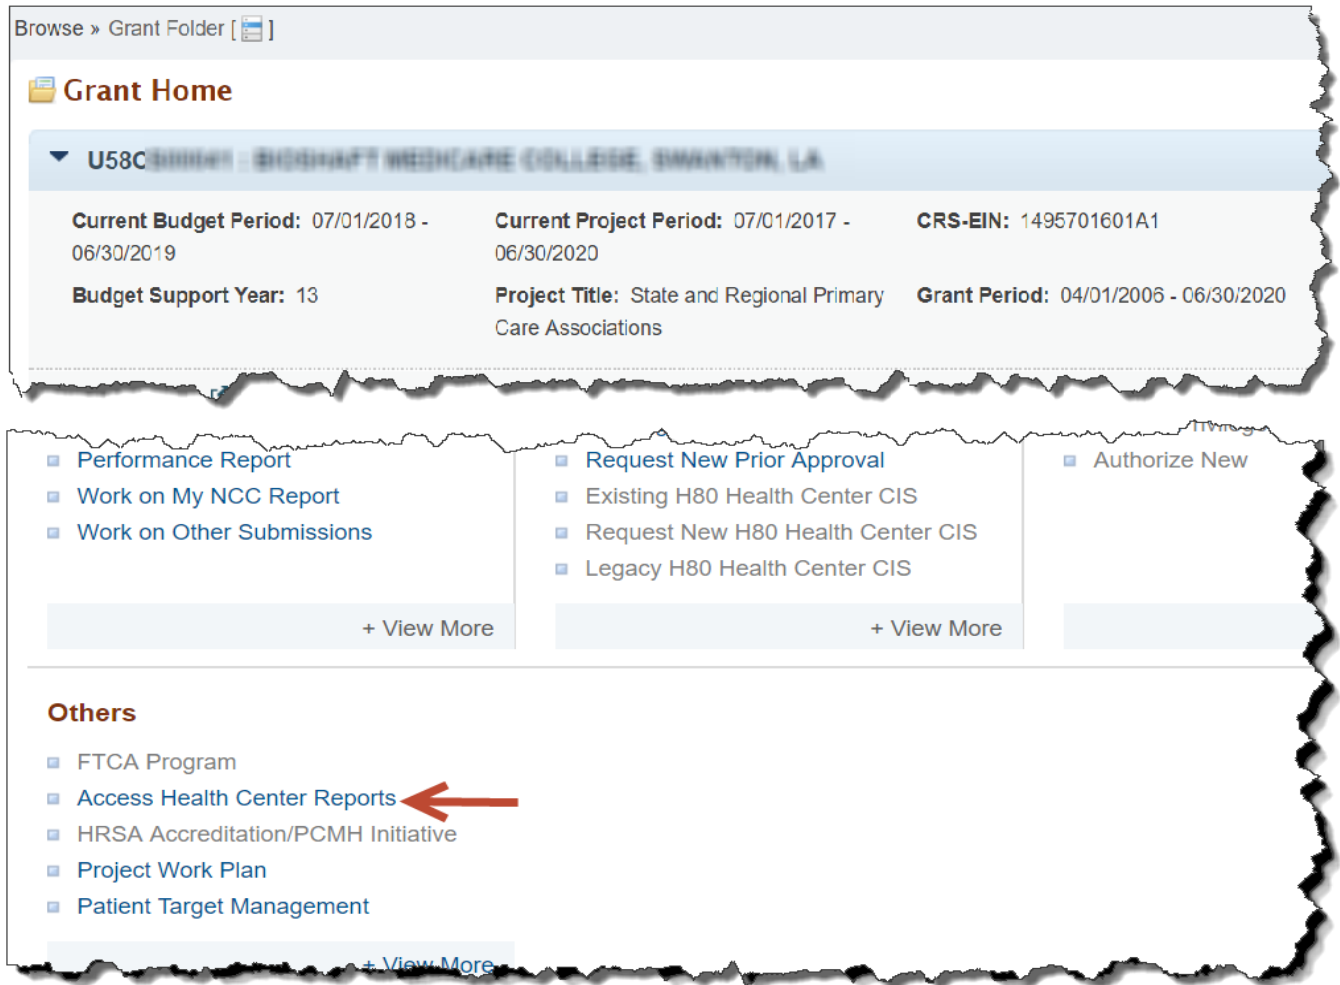 Browse » Grant Folder [ ]
Grant Home
U58C
Current Budget Period: 07/01/2018 -
06/30/2019
Current Project Period: 07/01/2017 -
06/30/2020
CRS-EIN: 1495701601A1
Budget Support Year: 13
Project Title: State and Regional Primary
Care Associations
Grant Period: 04/01/2006 - 06/30/2020
Performance Report
Work on My NCC Report
Work on Other Submissions
+ View More
Request New Prior Approval
Existing H80 Health Center CIS
Request New H80 Health Center CIS
Legacy H80 Health Center CIS
+ View More
Authorize New
Others
FTCA Program
Access Health Center Reports
HRSA Accreditation/PCMH Initiative
Project Work Plan
Patient Target Management
+ View More